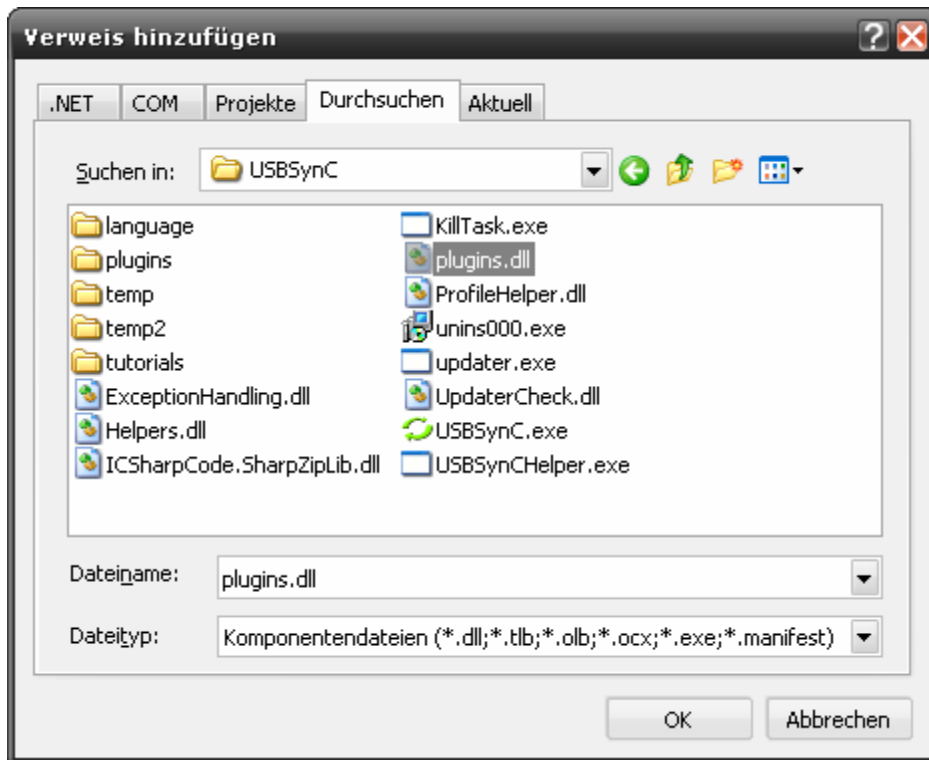 Verweis hinzufügen
.NET COM Projekte Durchsuchen Aktuell
Suchen in: USBSynC
language
plugins
temp
temp2
tutorials
ExceptionHandling.dll
Helpers.dll
ICSharpCode.SharpZipLib.dll
KillTask.exe
plugins.dll
ProfileHelper.dll
unins000.exe
updater.exe
UpdaterCheck.dll
USBSynC.exe
USBSynCHelper.exe
Dateiname: plugins.dll
Dateityp: Komponentendateien (*.dll;*.tlb;*.olb;*.ocx;*.exe;*.manifest)
OK Abbrechen